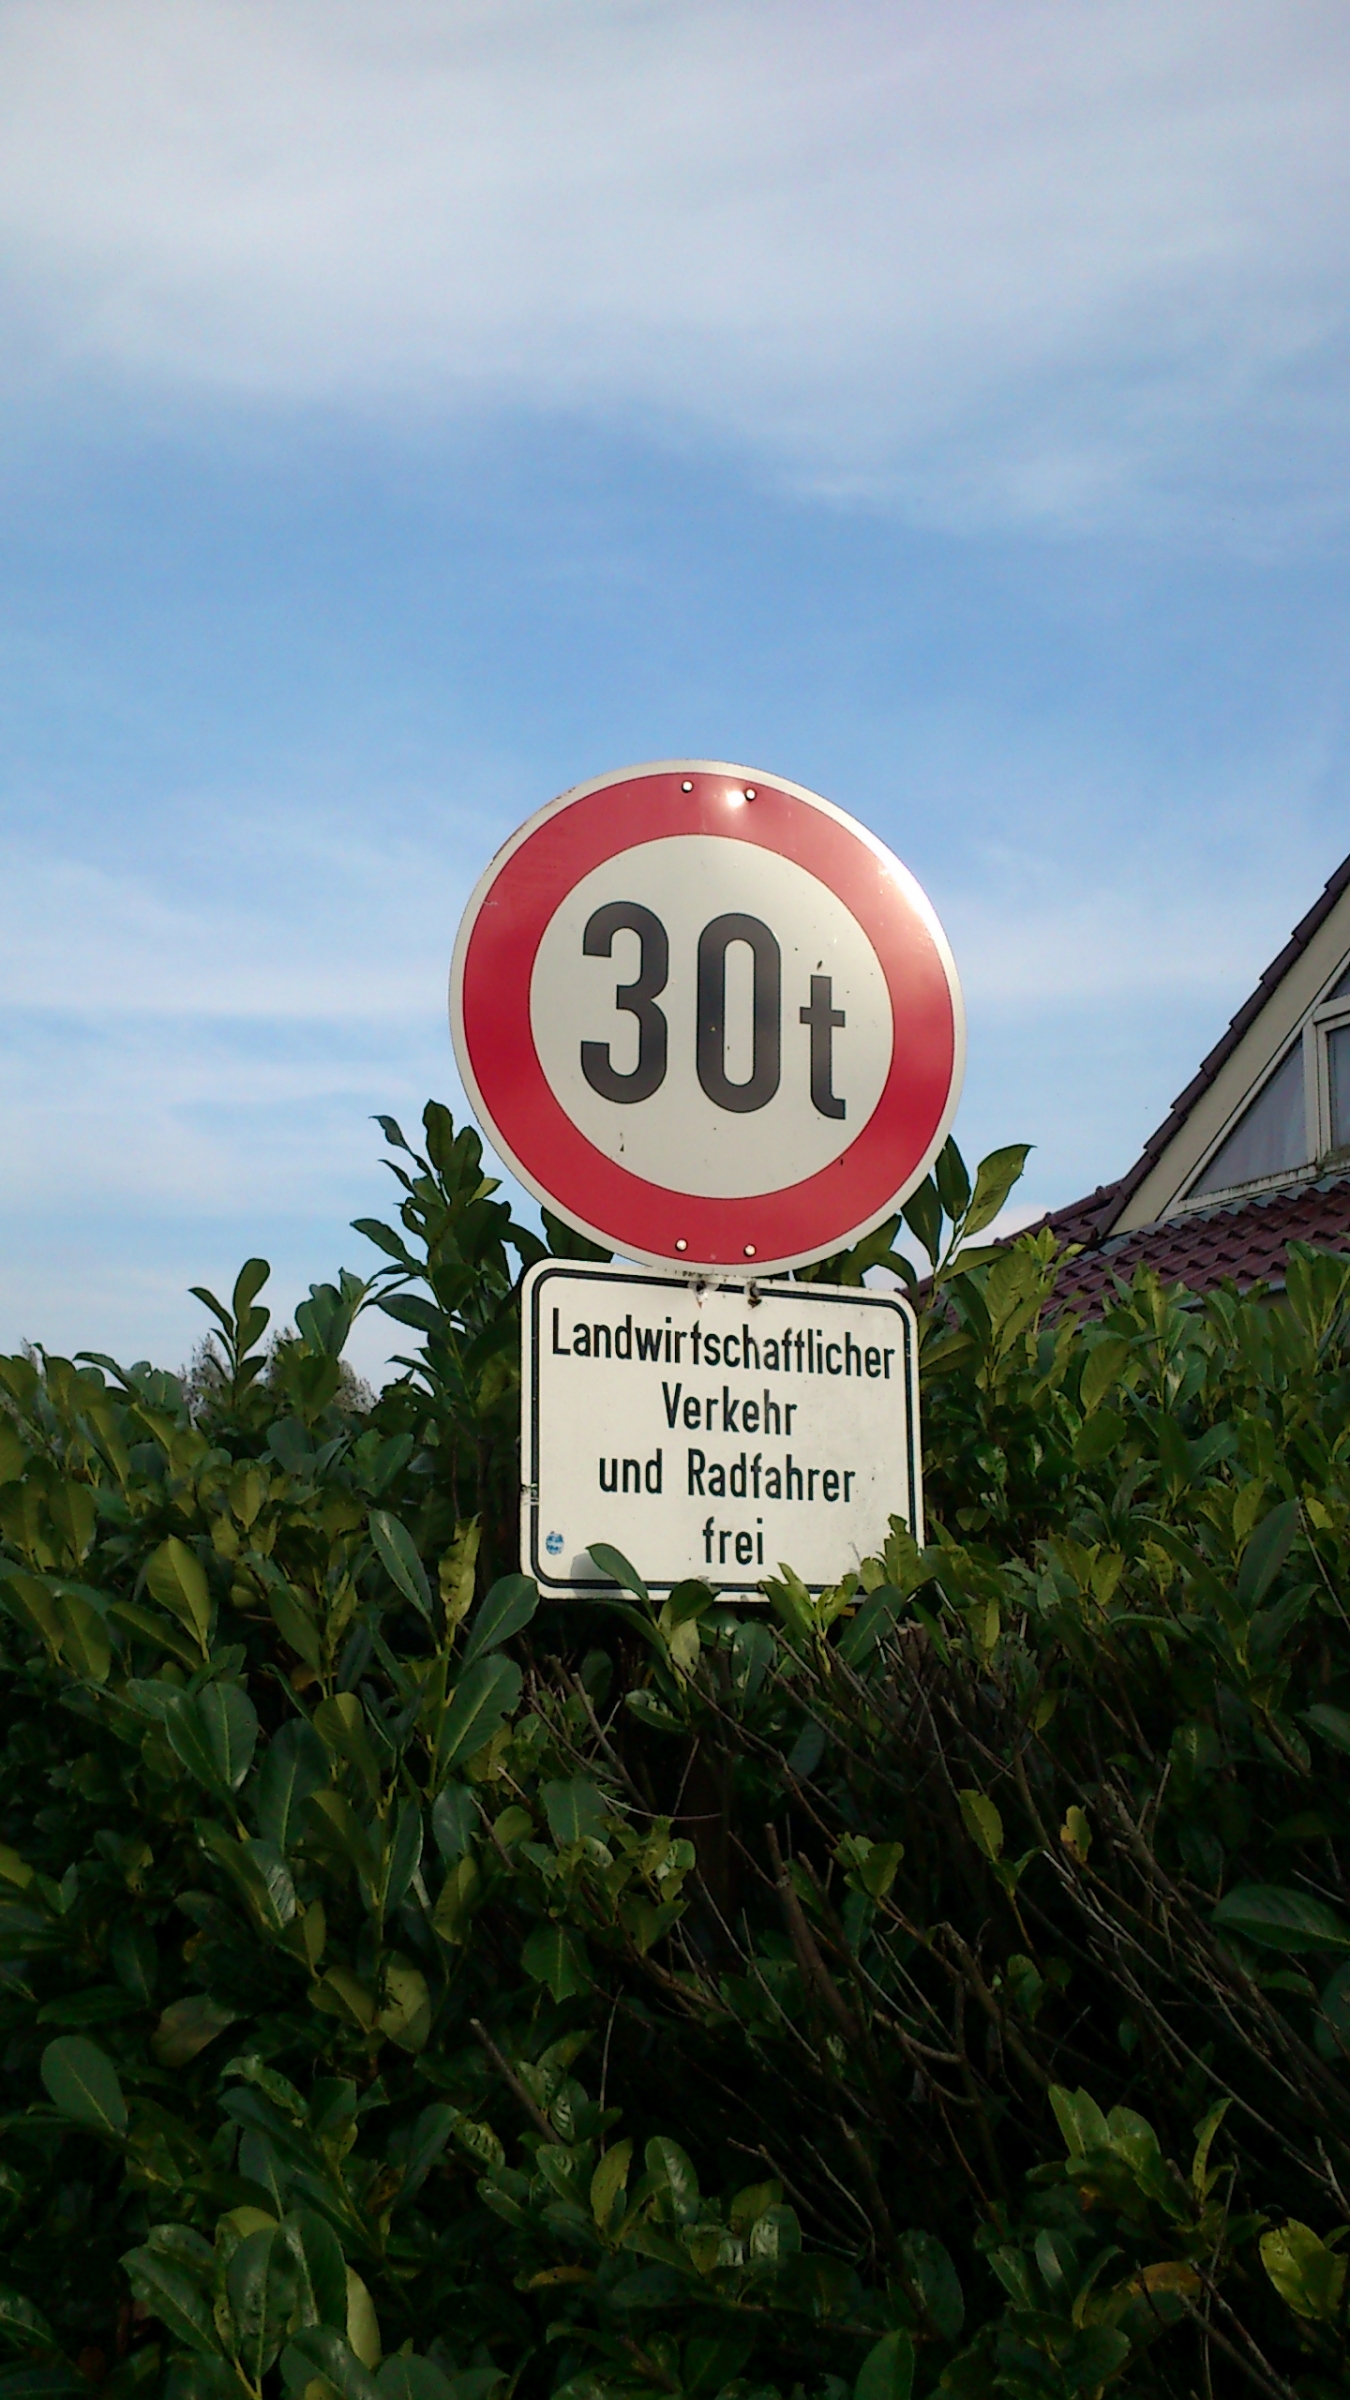 30t
Landwirtschaftlicher
Verkehr
und Radfahrer
frei